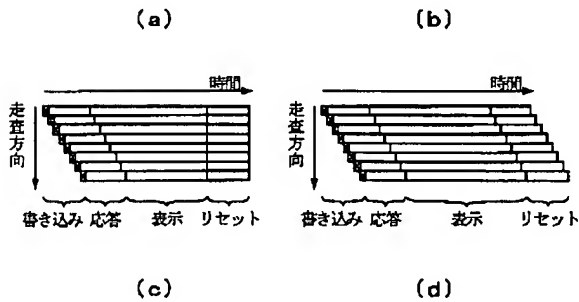 (a)
(b)
時間
走査方向
書き込み 応答 表示 リセット
時間
走査方向
書き込み 応答 表示 リセット
(c)
(d)